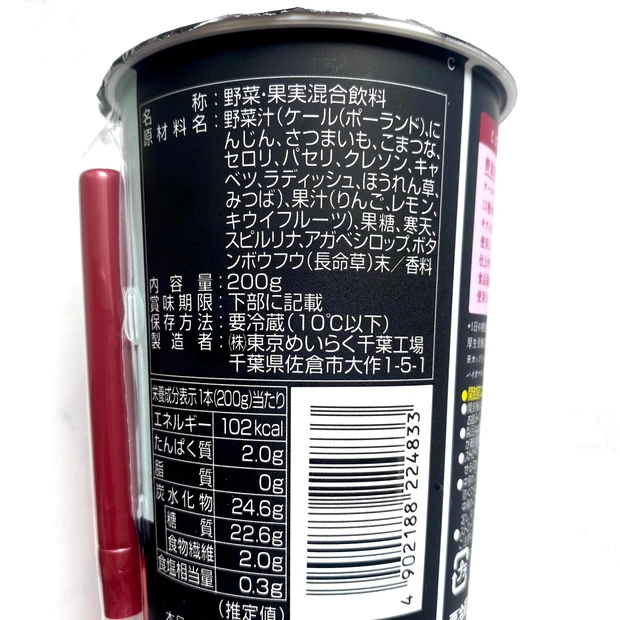 名称：野菜・果実混合飲料
原材料名：野菜汁(ケール(ポーランド)、に
んじん、さつまいも、こまつな、
セロリ、パセリ、クレソン、キャ
ベツ、ラディッシュ、ほうれん草、
みつば)、果汁(りんご、レモン、
キウイフルーツ)、果糖、寒天、
スピルリナ、アガベシロップ、ボタ
ンボウフウ(長命草)末／香料
内容量：200g
賞味期限：下部に記載
保存方法：要冷蔵(10℃以下)
製造者：㈱東京めいらく千葉工場
千葉県佐倉市大作1-5-1
栄養成分表示1本(200g)当たり
エネルギー 102kcal
たんぱく質 2.0g
脂質 0g
炭水化物 24.6g
糖質 22.6g
食物繊維 2.0g
食塩相当量 0.3g
(推定値)
4 902188 224833
C